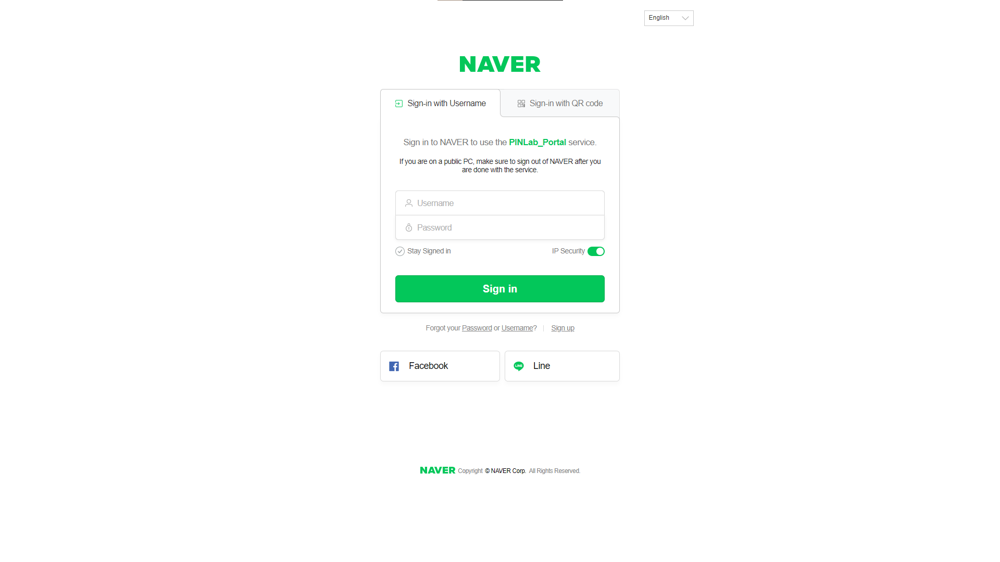 English
NAVER
Sign-in with Username
Sign-in with QR code
Sign in to NAVER to use the PINLab_Portal service.
If you are on a public PC, make sure to sign out of NAVER after you
are done with the service.
Username
Password
Stay Signed in
IP Security
Sign in
Forgot your Password or Username?
Sign up
Facebook
LINE
Line
NAVER Copyright © NAVER Corp. All Rights Reserved.